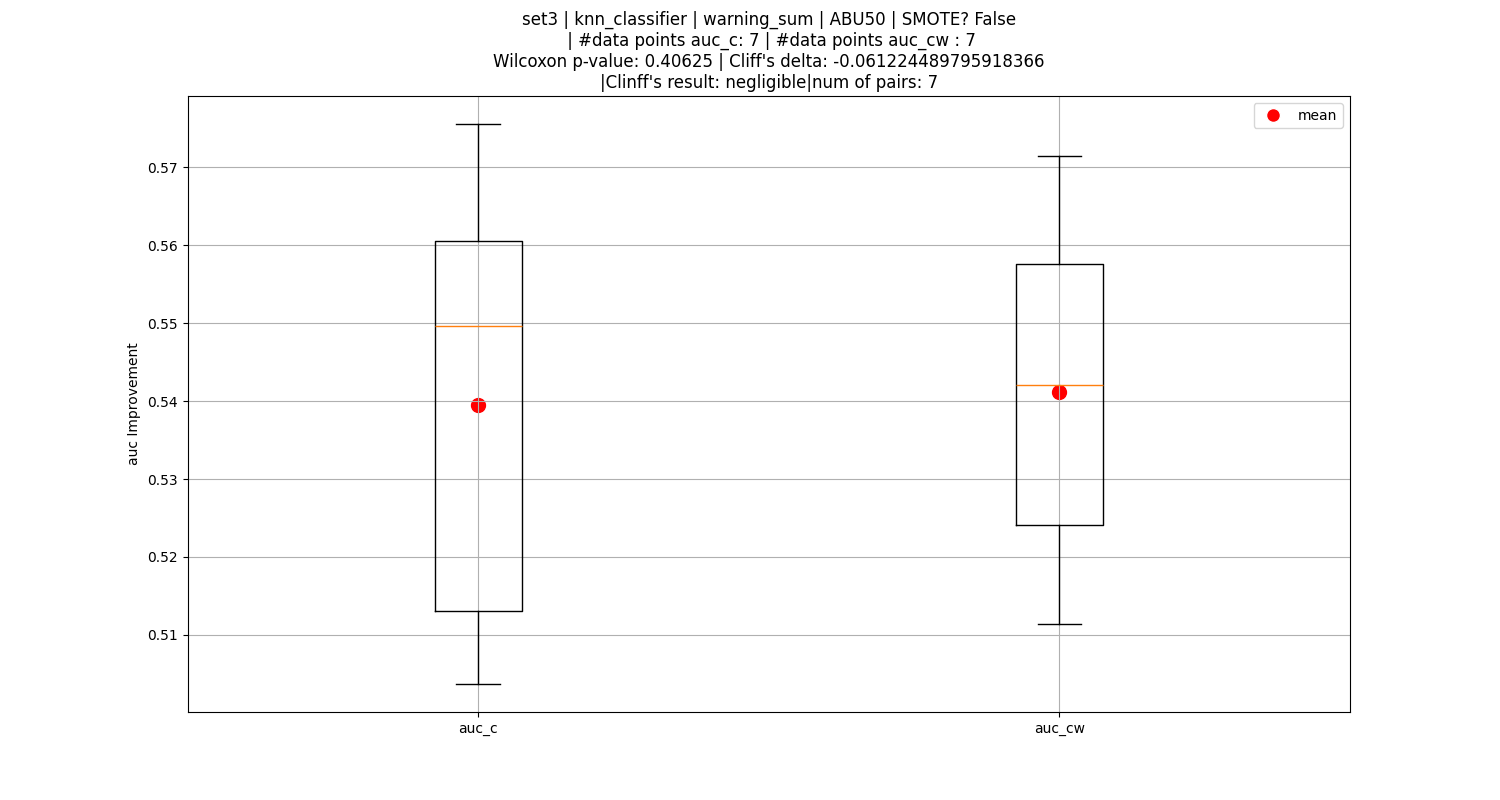 set3 | knn_classifier | warning_sum | ABU50 | SMOTE? False
| #data points auc_c: 7 | #data points auc_cw : 7
Wilcoxon p-value: 0.40625 | Cliff's delta: -0.061224489795918366
|Clinff's result: negligible|num of pairs: 7
mean
0.57
0.56
0.55
0.54
0.53
0.52
0.51
auc Improvement
auc_c
auc_cw